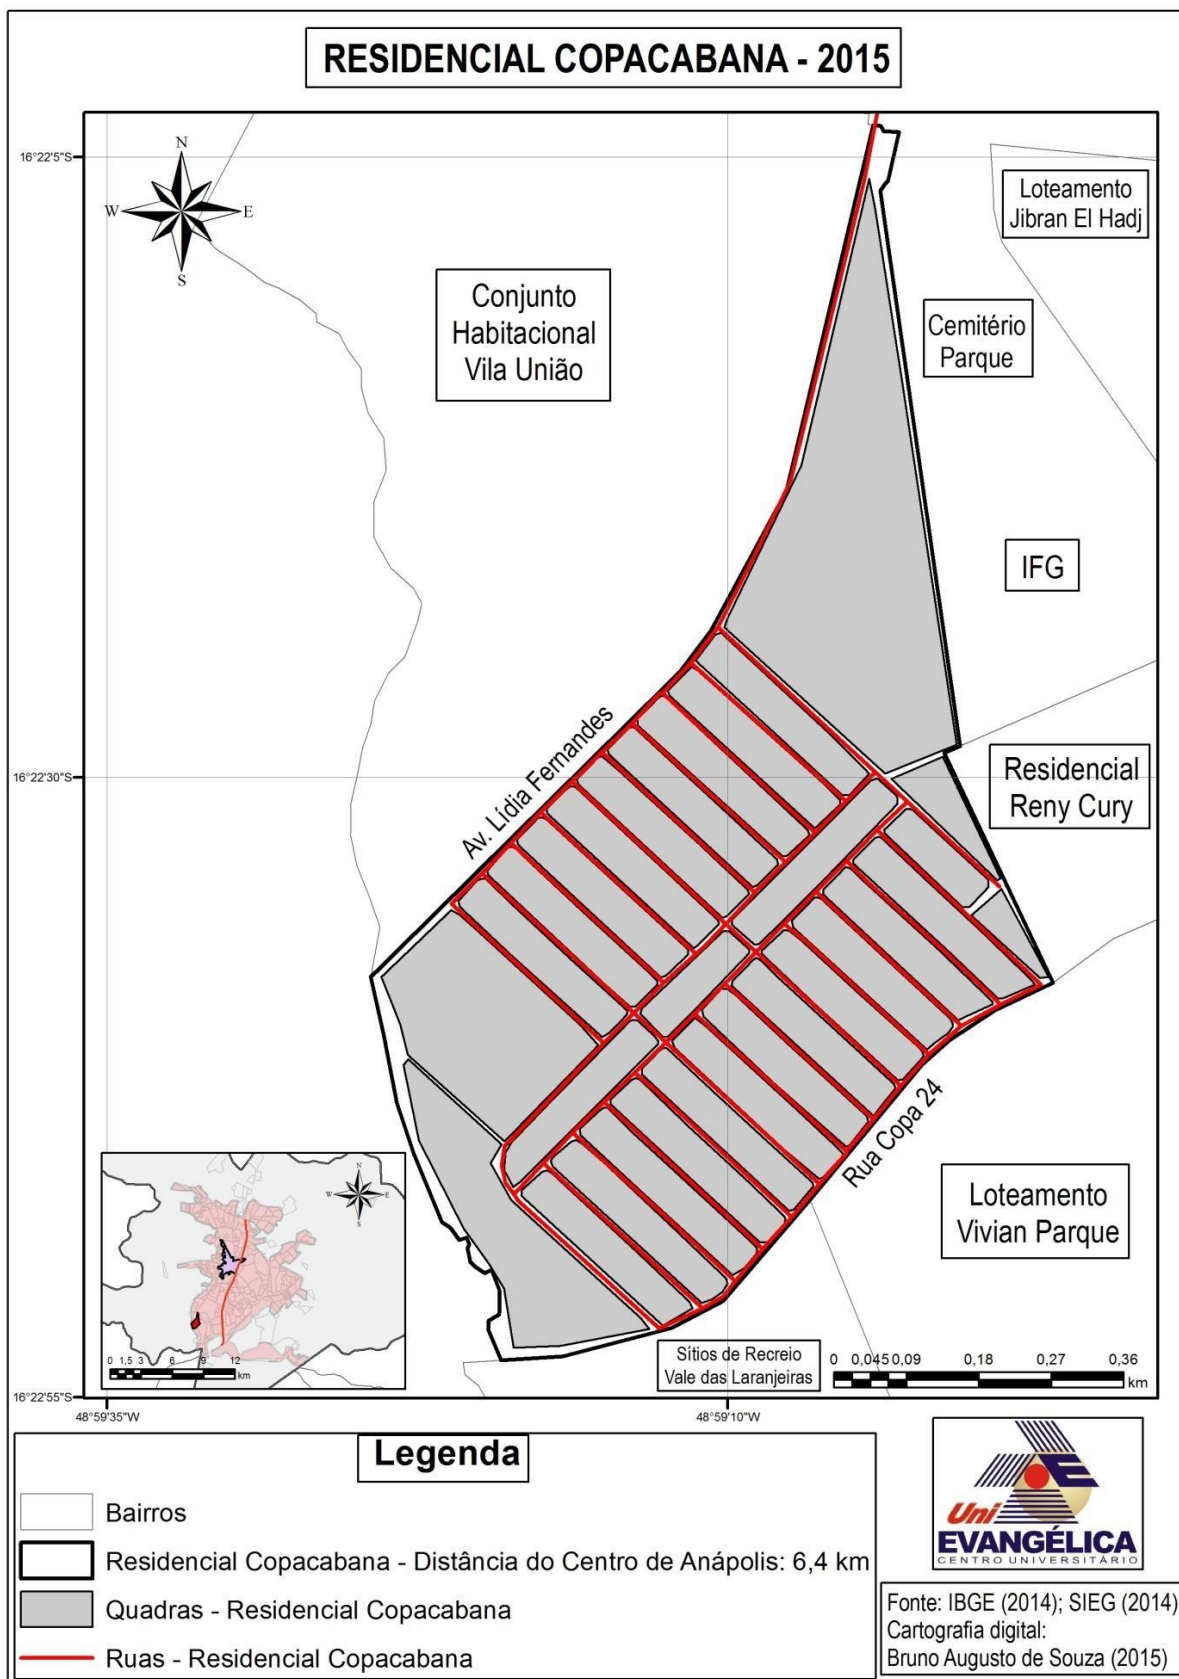 RESIDENCIAL COPACABANA - 2015
N
W
E
S
16°22'5"S
16°22'30"S
16°22'55"S
48°59'35"W
48°59'10"W
Loteamento
Jibran El Hadj
Conjunto
Habitacional
Vila União
Cemitério
Parque
IFG
Residencial
Reny Cury
Av. Lídia Fernandes
Rua Copa 24
Loteamento
Vivian Parque
Sítios de Recreio
Vale das Laranjeiras
0 0,045 0,09 0,18 0,27 0,36
km
N
W
E
S
0 1,5 3 6 9 12
km
Legenda
Bairros
Residencial Copacabana - Distância do Centro de Anápolis: 6,4 km
Quadras - Residencial Copacabana
Ruas - Residencial Copacabana
E
Uni
EVANGÉLICA
CENTRO UNIVERSITÁRIO
Fonte: IBGE (2014); SIEG (2014)
Cartografia digital:
Bruno Augusto de Souza (2015)